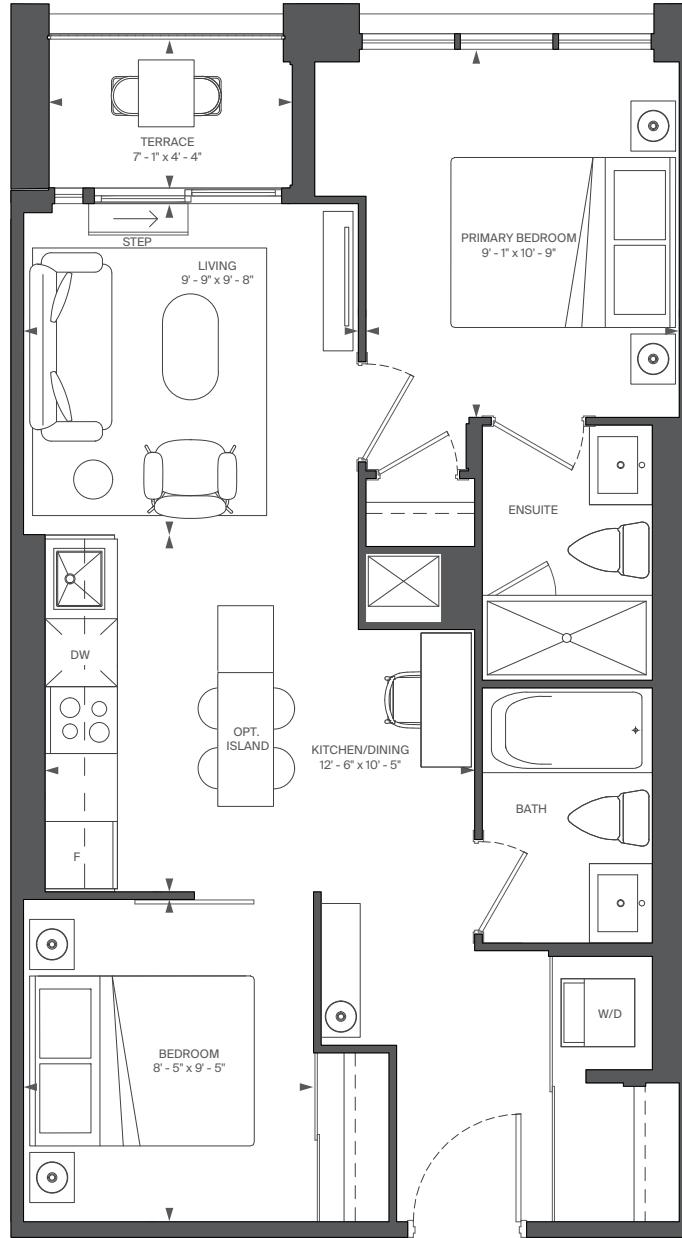 TERRACE
7' - 1" x 4' - 4"
STEP
LIVING
9' - 9" x 9' - 8"
PRIMARY BEDROOM
9' - 1" x 10' - 9"
ENSUITE
DW
OPT.
ISLAND
KITCHEN/DINING
12' - 6" x 10' - 5"
BATH
F
W/D
BEDROOM
8' - 5" x 9' - 5"